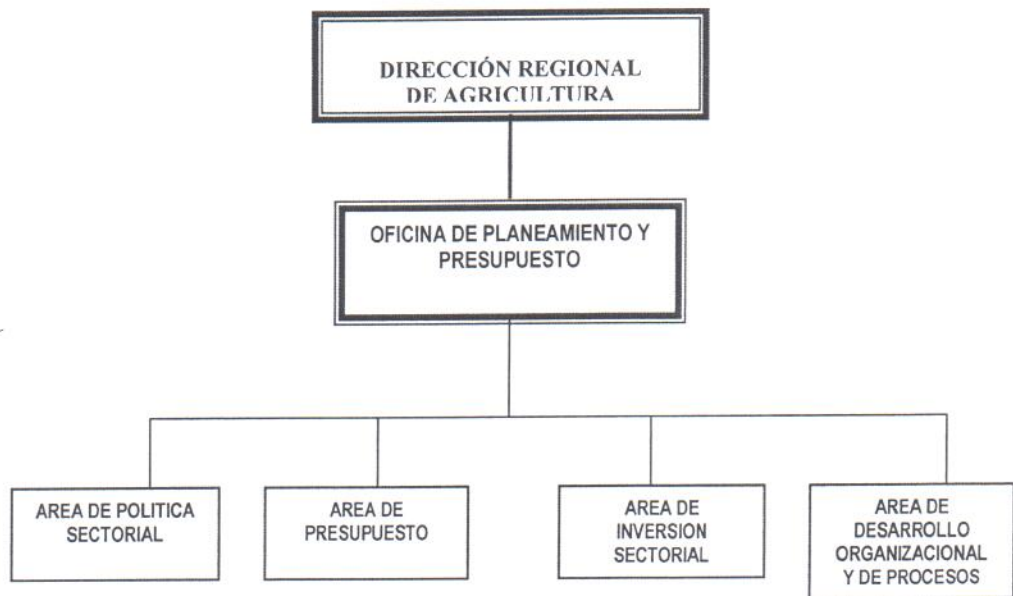 DIRECCIÓN REGIONAL
DE AGRICULTURA
OFICINA DE PLANEAMIENTO Y
PRESUPUESTO
AREA DE POLITICA
SECTORIAL
AREA DE
PRESUPUESTO
AREA DE
INVERSION
SECTORIAL
AREA DE
DESARROLLO
ORGANIZACIONAL
Y DE PROCESOS